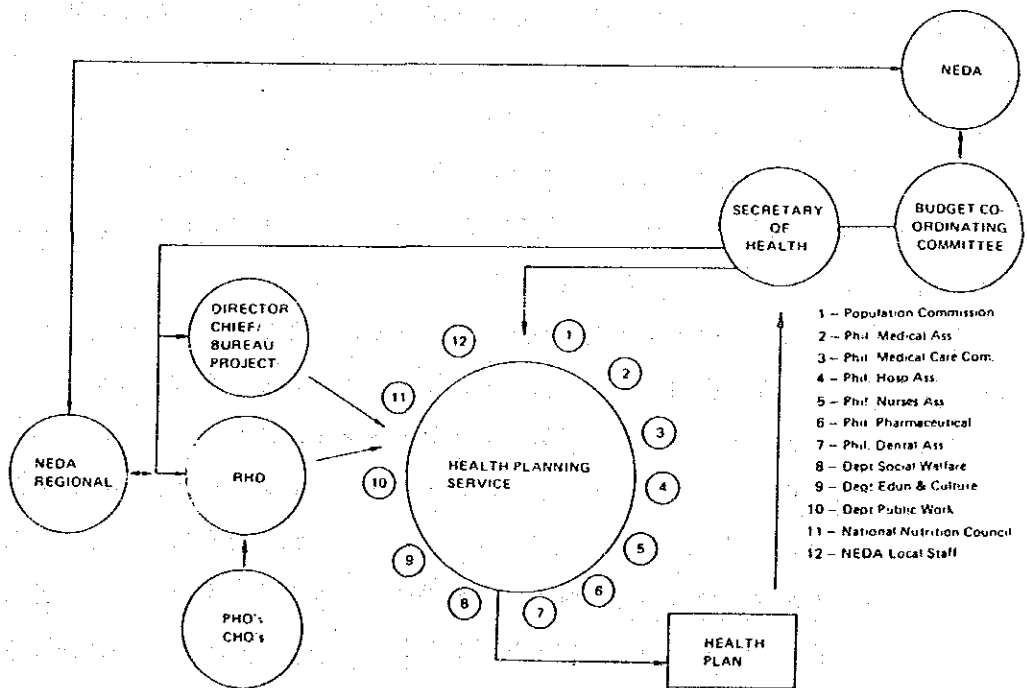 NEDA
SECRETARY
OF
HEALTH
BUDGET CO-
ORDINATING
COMMITTEE
DIRECTOR
CHIEF/
BUREAU
PROJECT
NEDA
REGIONAL
RHO
PHO's
CHO's
HEALTH PLANNING
SERVICE
1
2
3
4
5
6
7
8
9
10
11
12
HEALTH
PLAN
1 – Population Commission
2 – Phil. Medical Ass
3 – Phil. Medical Care Com.
4 – Phil. Hosp Ass.
5 – Phil. Nurses Ass
6 – Phil. Pharmaceutical
7 – Phil. Dental Ass
8 – Dept Social Welfare
9 – Dept Edun & Culture
10 – Dept Public Work
11 – National Nutrition Council
12 – NEDA Local Staff